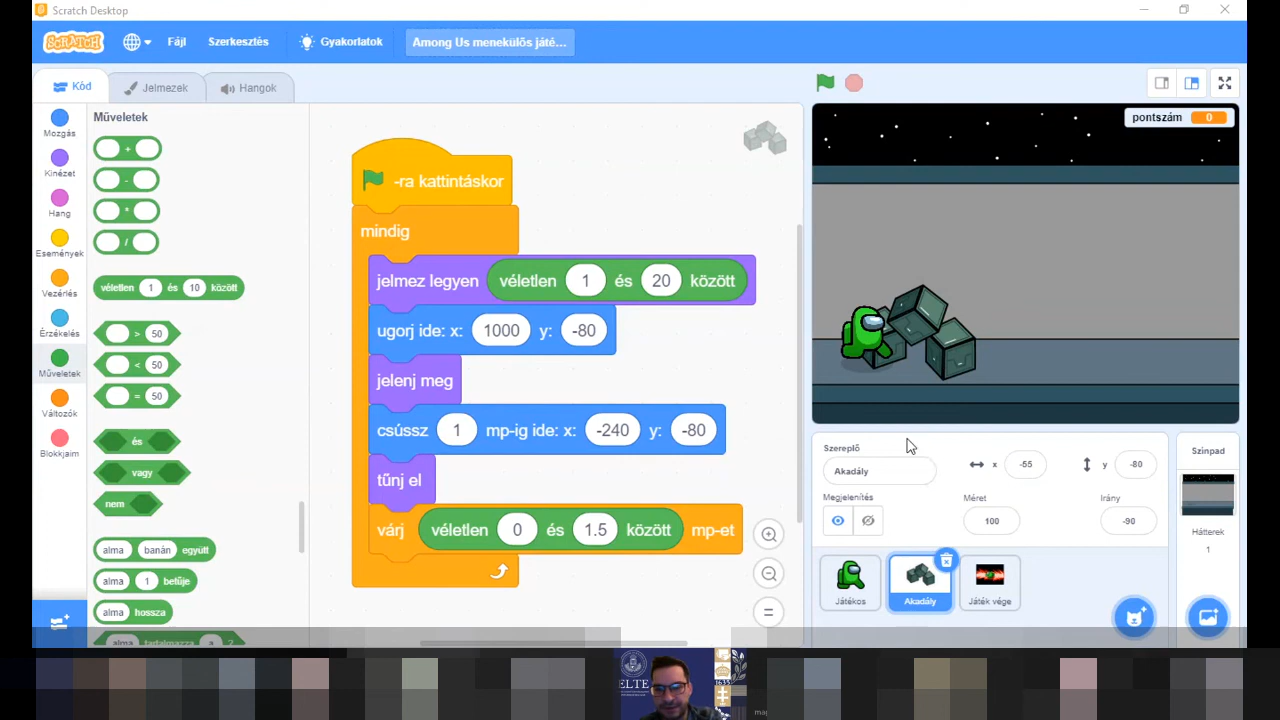 Scratch Desktop
SCRATCH Fájl Szerkesztés Gyakorlatok Among Us menekülős játé...
Kód Jelmezek Hangok
Mozgás
Kinézet
Hang
Események
Vezérlés
Érzékelés
Műveletek
Változók
Blokkjaim
Műveletek
+
-
*
/
véletlen 1 és 10 között
> 50
< 50
= 50
és
vagy
nem
alma banán együtt
alma 1 betűje
alma hossza
alma tartalmazza a ?
-ra kattintáskor
mindig
jelmez legyen véletlen 1 és 20 között
ugorj ide: x: 1000 y: -80
jelenj meg
csússz 1 mp-ig ide: x: -240 y: -80
tűnj el
várj véletlen 0 és 1.5 között mp-et
pontszám 0
Szereplő
Akadály
x -55 y -80
Megjelenítés Méret Irány
100 -90
Játékos Akadály Játék vége
Színpad
Hátterek
1
ELTE
1635